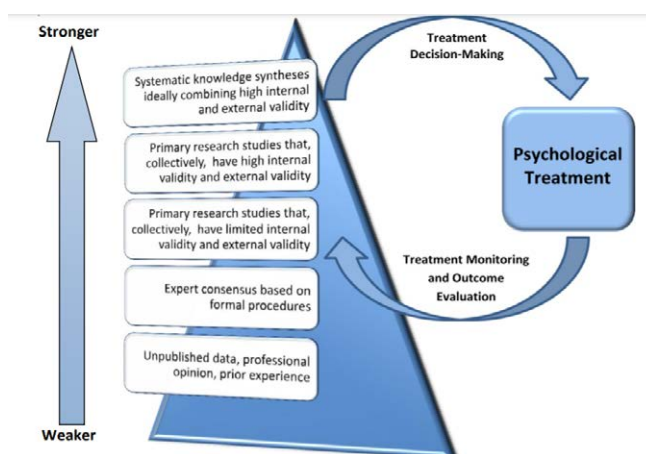 Stronger
Systematic knowledge syntheses
ideally combining high internal
and external validity
Primary research studies that,
collectively, have high internal
validity and external validity
Primary research studies that,
collectively, have limited internal
validity and external validity
Expert consensus based on
formal procedures
Unpublished data, professional
opinion, prior experience
Weaker
Treatment
Decision-Making
Psychological
Treatment
Treatment Monitoring
and Outcome
Evaluation